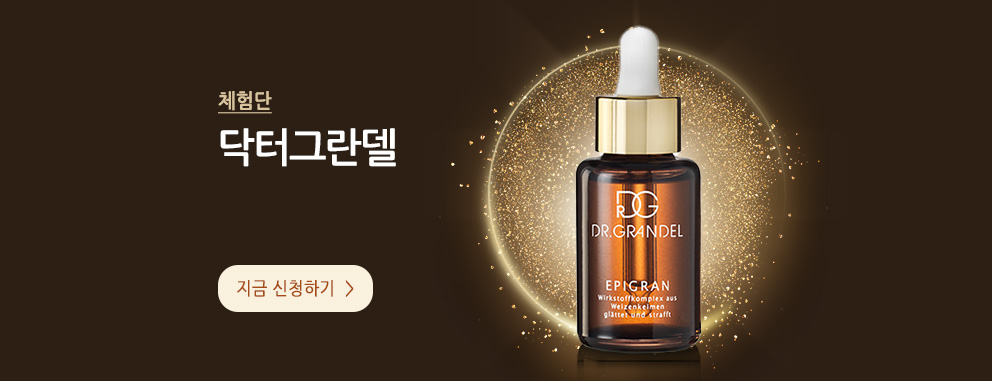 체험단
닥터그란델
지금 신청하기 >
DRG
DR.GRANDEL
EPIGRAN
Wirkstoffkomplex aus
Weizenkeimen
glättet und strafft